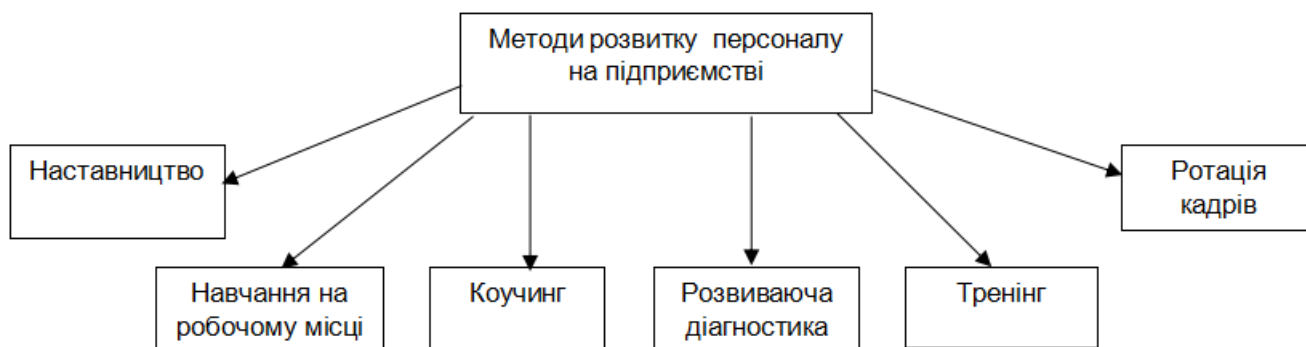 Методи розвитку персоналу
на підприємстві
Наставництво
Ротація
кадрів
Навчання на
робочому місці
Коучинг
Розвиваюча
діагностика
Тренінг